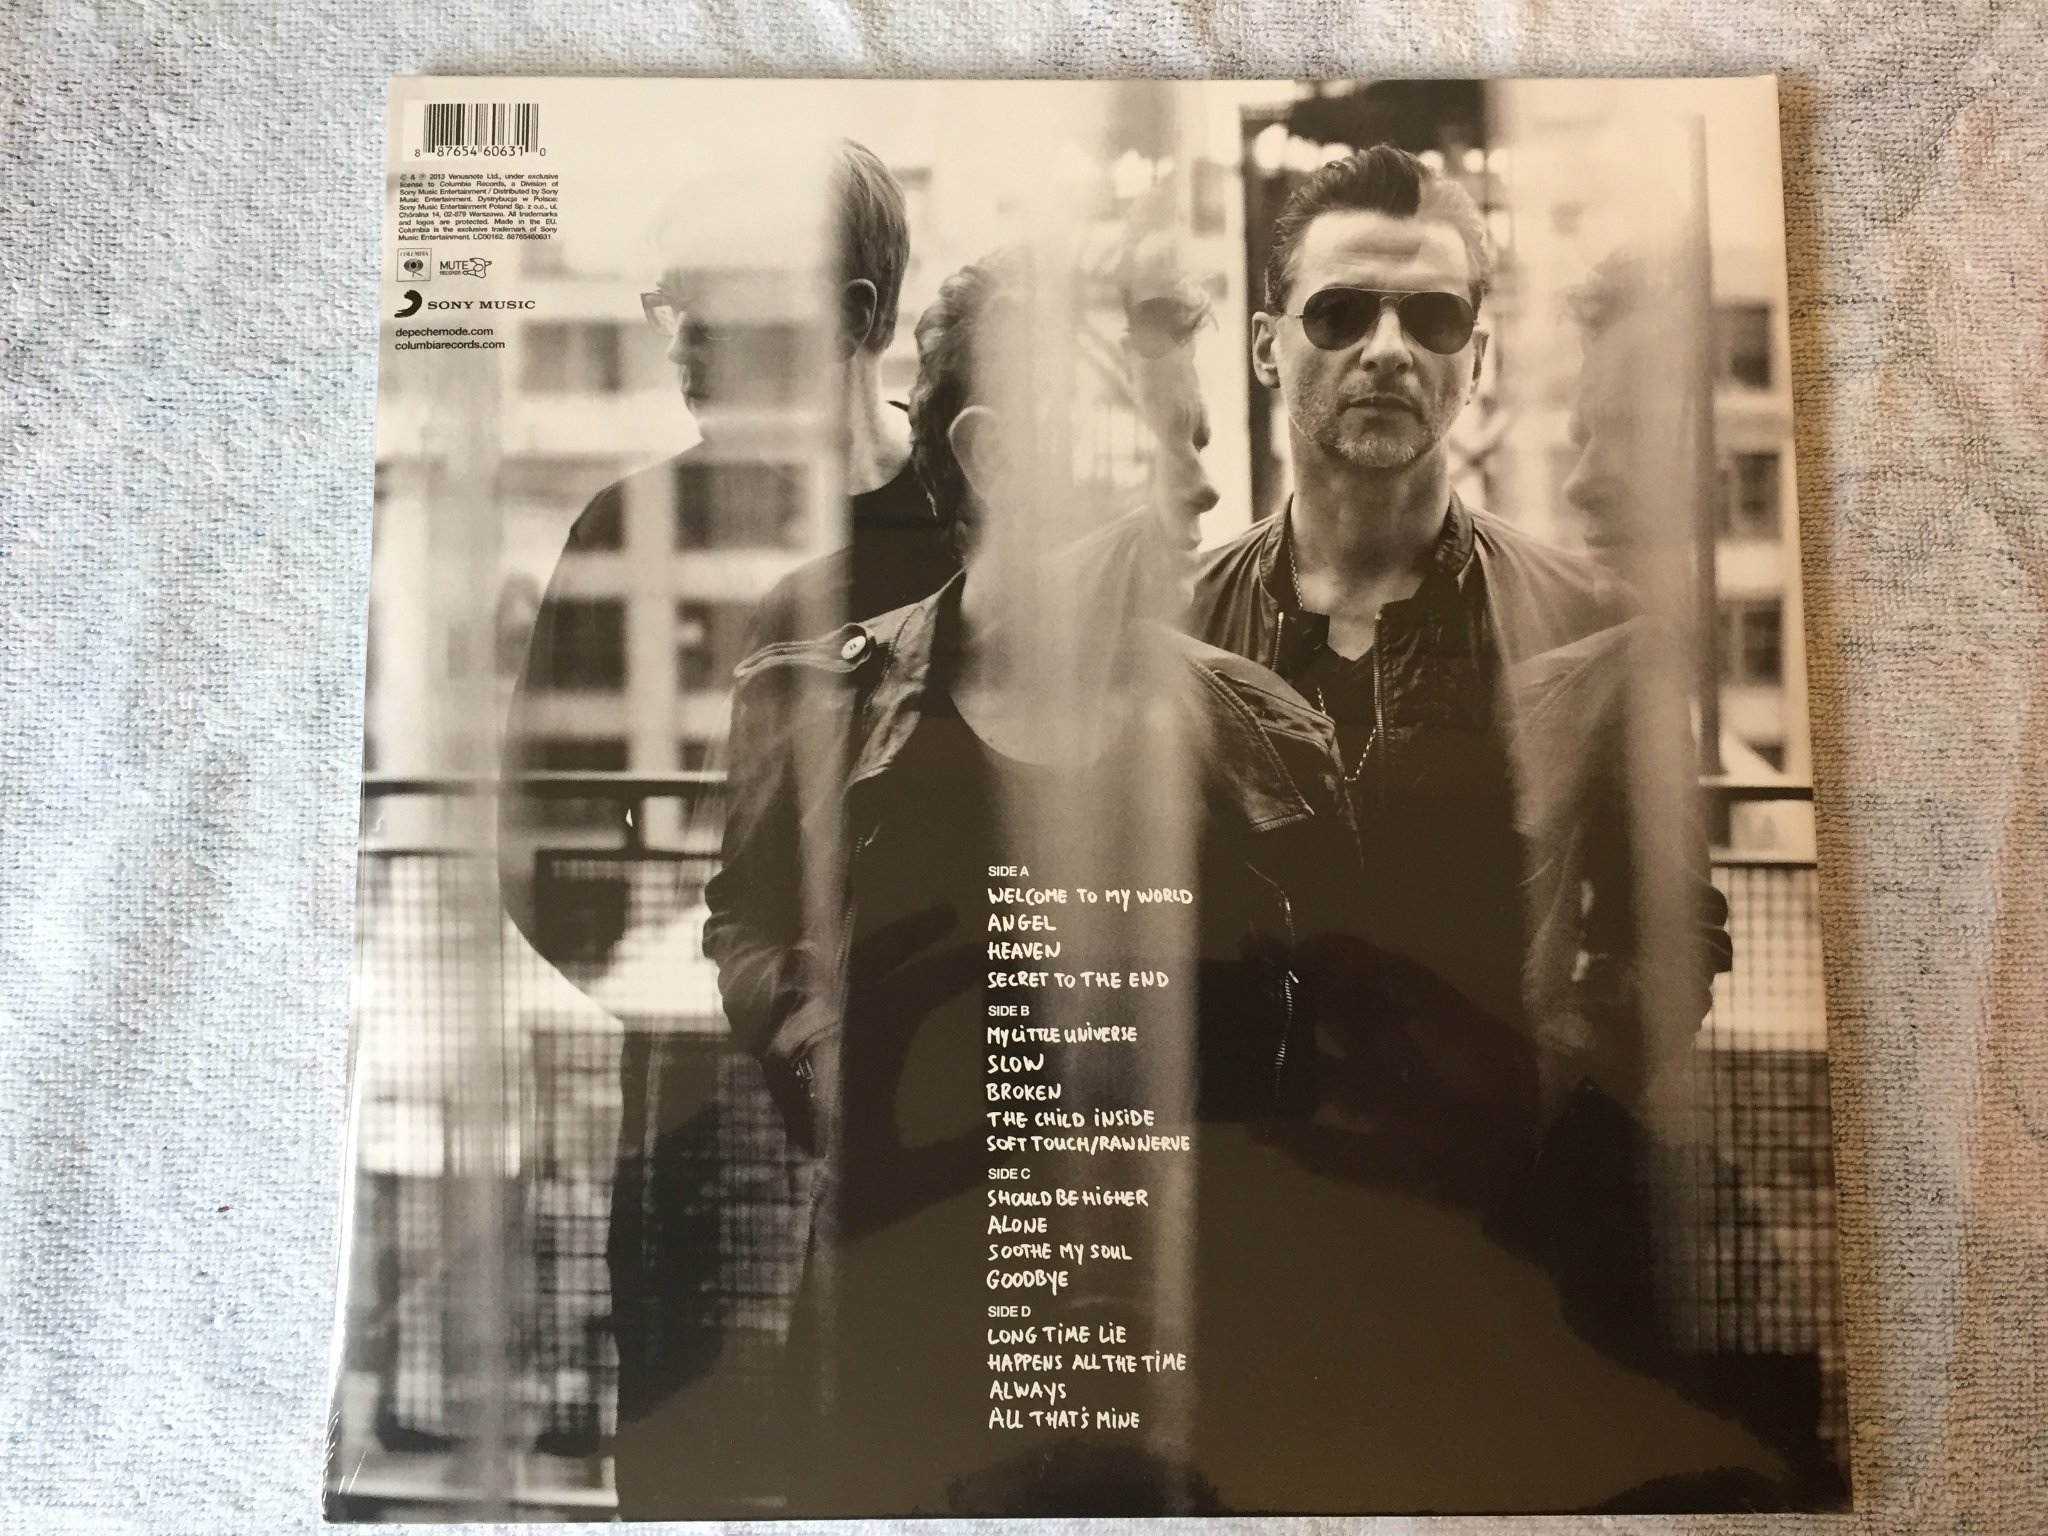 8 87654 60631 0
© & ℗ 2013 Venusnote Ltd., under exclusive
license to Columbia Records, a Division of
Sony Music Entertainment / Distributed by Sony
Music Entertainment. Dystrybucja w Polsce:
Sony Music Entertainment Poland Sp. z o.o., ul.
Chóralna 14, 02-879 Warszawa. All trademarks
and logos are protected. Made in the EU.
Columbia is the exclusive trademark of Sony
Music Entertainment. LC00162. 88765460631
COLUMBIA
MUTE
RECORDS
SONY MUSIC
depechemode.com
columbiarecords.com
SIDE A
WELCOME TO MY WORLD
ANGEL
HEAVEN
SECRET TO THE END
SIDE B
MY LITTLE UNIVERSE
SLOW
BROKEN
THE CHILD INSIDE
SOFT TOUCH/RAW NERVE
SIDE C
SHOULD BE HIGHER
ALONE
SOOTHE MY SOUL
GOODBYE
SIDE D
LONG TIME LIE
HAPPENS ALL THE TIME
ALWAYS
ALL THAT'S MINE